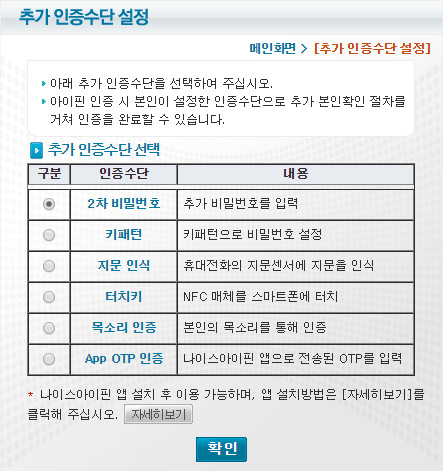 추가 인증수단 설정
메인화면 > [추가 인증수단 설정]
아래 추가 인증수단을 선택하여 주십시오.
아이핀 인증 시 본인이 설정한 인증수단으로 추가 본인확인 절차를
거쳐 인증을 완료할 수 있습니다.
추가 인증수단 선택
구분 인증수단 내용
2차 비밀번호 추가 비밀번호를 입력
키패턴 키패턴으로 비밀번호 설정
지문 인식 휴대전화의 지문센서에 지문을 인식
터치키 NFC 매체를 스마트폰에 터치
목소리 인증 본인의 목소리를 통해 인증
App OTP 인증 나이스아이핀 앱으로 전송된 OTP를 입력
* 나이스아이핀 앱 설치 후 이용 가능하며, 앱 설치방법은 [자세히보기]를
클릭해 주십시오. 자세히보기
확인